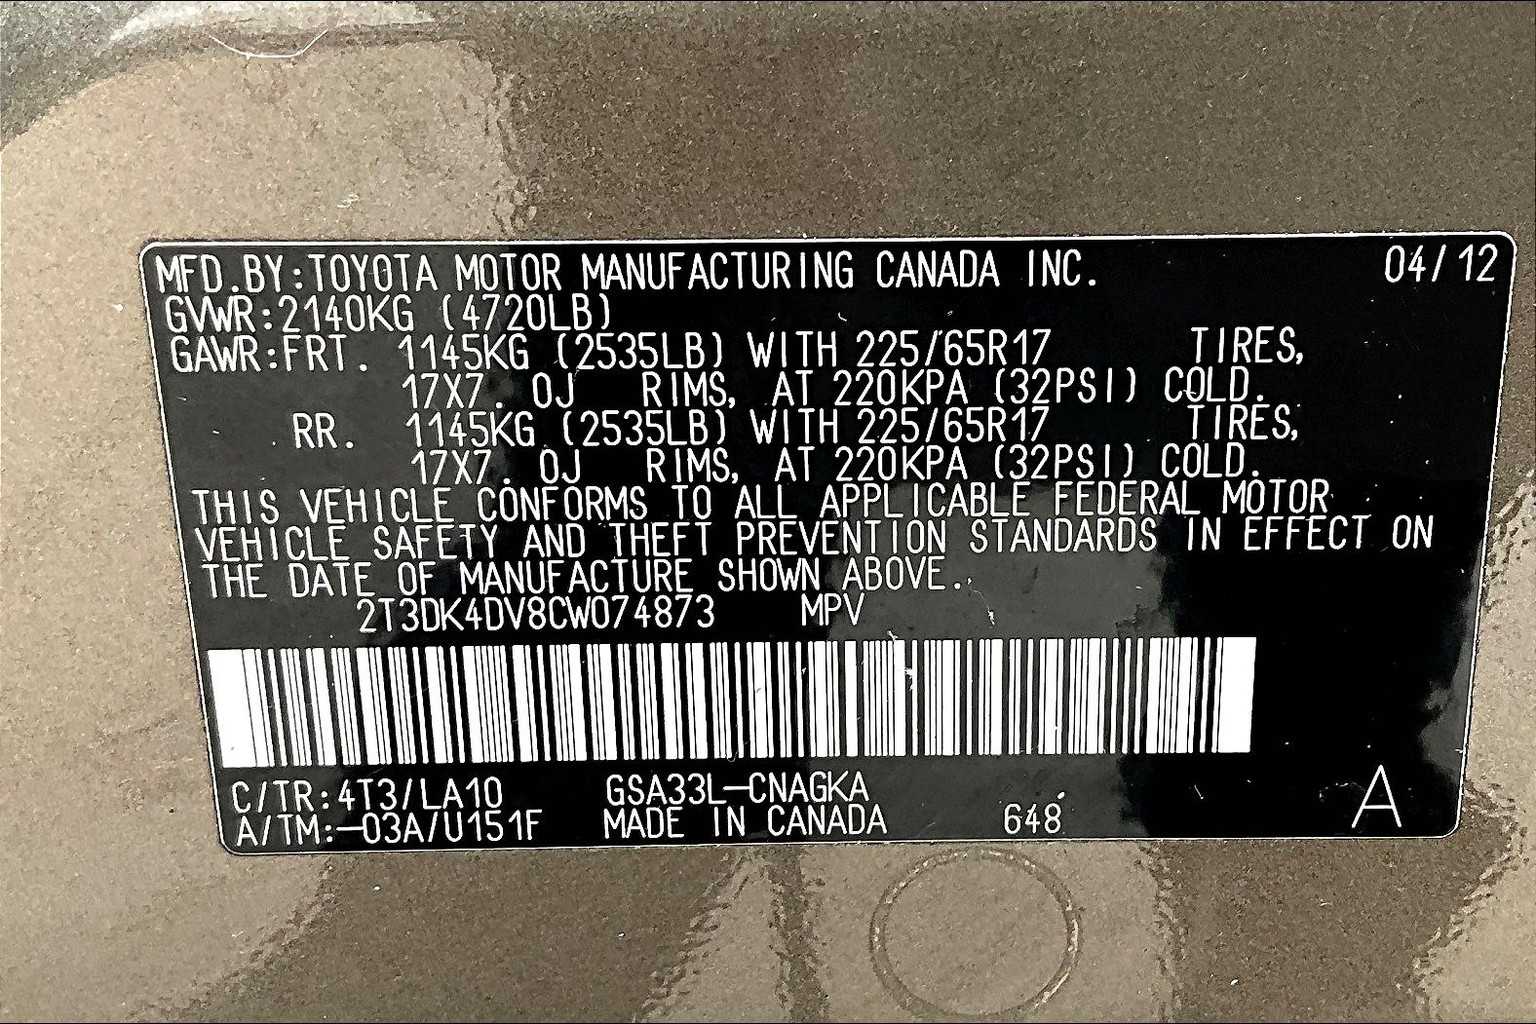 MFD.BY:TOYOTA MOTOR MANUFACTURING CANADA INC. 04/12
GVWR:2140KG (4720LB)
GAWR:FRT. 1145KG (2535LB) WITH 225/65R17 TIRES,
17X7. 0J RIMS, AT 220KPA (32PSI) COLD.
RR. 1145KG (2535LB) WITH 225/65R17 TIRES,
17X7. 0J RIMS, AT 220KPA (32PSI) COLD.
THIS VEHICLE CONFORMS TO ALL APPLICABLE FEDERAL MOTOR
VEHICLE SAFETY AND THEFT PREVENTION STANDARDS IN EFFECT ON
THE DATE OF MANUFACTURE SHOWN ABOVE.
2T3DK4DV8CW074873 MPV
C/TR:4T3/LA10 GSA33L-CNAGKA
A/TM:-03A/U151F MADE IN CANADA 648 A